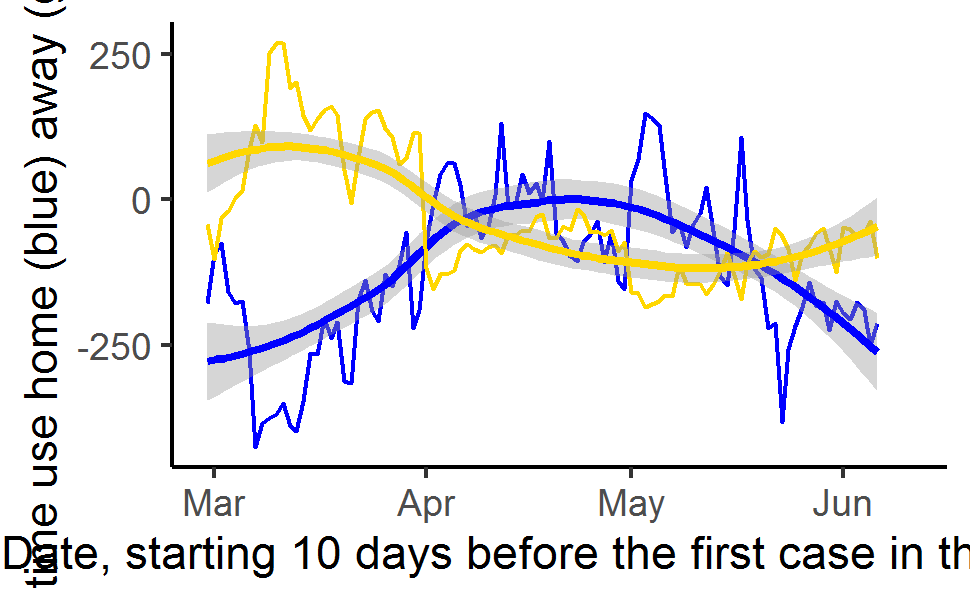 time use home (blue) away (
250
0
-250
Mar Apr May Jun
Date, starting 10 days before the first case in th